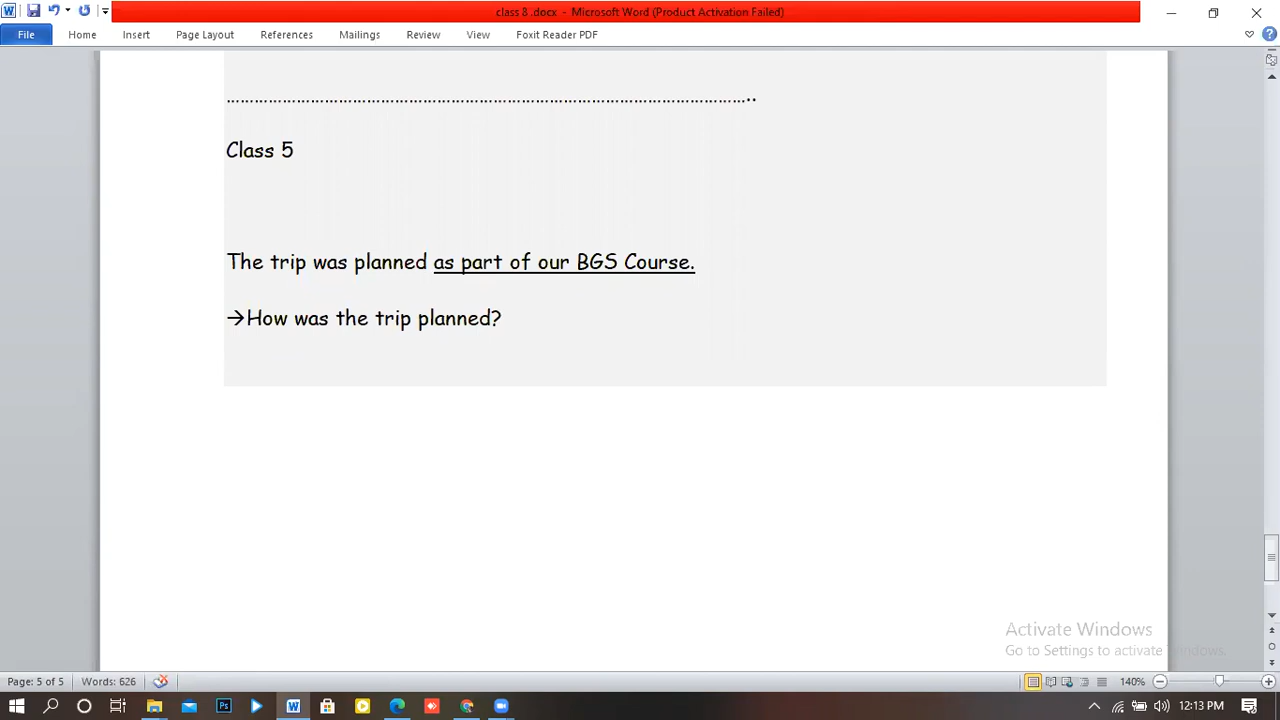 class 8 .docx - Microsoft Word (Product Activation Failed)
File Home Insert Page Layout References Mailings Review View Foxit Reader PDF
……………………………………………………………………………………………..
Class 5
The trip was planned as part of our BGS Course.
→How was the trip planned?
Activate Windows
Go to Settings to activate Windows.
Page: 5 of 5 Words: 626 140%
12:13 PM